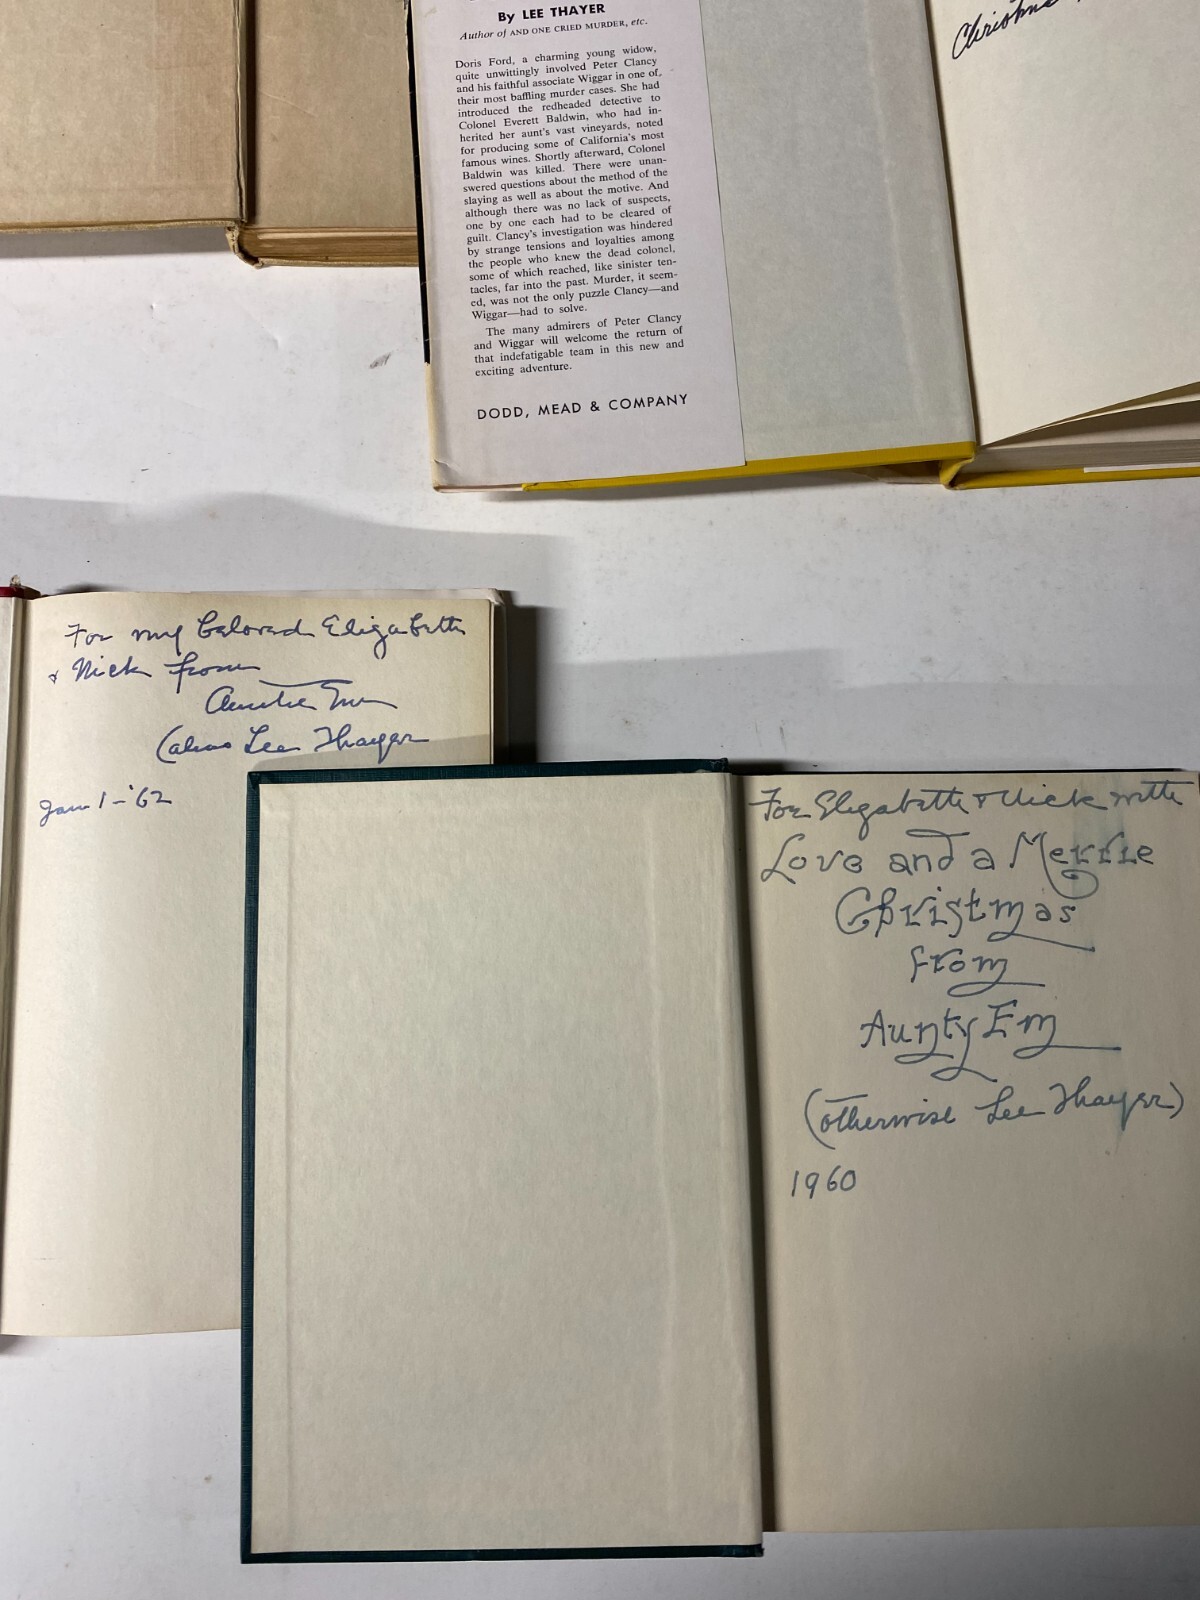 By LEE THAYER
Author of AND ONE CRIED MURDER, etc.
Doris Ford, a charming young widow,
quite unwittingly involved Peter Clancy
and his faithful associate Wiggar in one of
their most baffling murder cases. She had
introduced the redheaded detective to
Colonel Everett Baldwin, who had in-
herited her aunt's vast vineyards, noted
for producing some of California's most
famous wines. Shortly afterward, Colonel
Baldwin was killed. There were unan-
swered questions about the method of the
slaying as well as about the motive. And
although there was no lack of suspects,
one by one each had to be cleared of
guilt. Clancy's investigation was hindered
by strange tensions and loyalties among
the people who knew the dead colonel,
some of which reached, like sinister ten-
tacles, far into the past. Murder, it seem-
ed, was not the only puzzle Clancy—and
Wiggar—had to solve.
The many admirers of Peter Clancy
and Wiggar will welcome the return of
that indefatigable team in this new and
exciting adventure.
DODD, MEAD & COMPANY
For my beloved Elizabeth
& Nick from
Auntie Em
(alias Lee Thayer
Jan 1-'62
For Elizabeth & Nick with
Love and a Merrie
Christmas
from
Aunty Em
(otherwise Lee Thayer)
1960